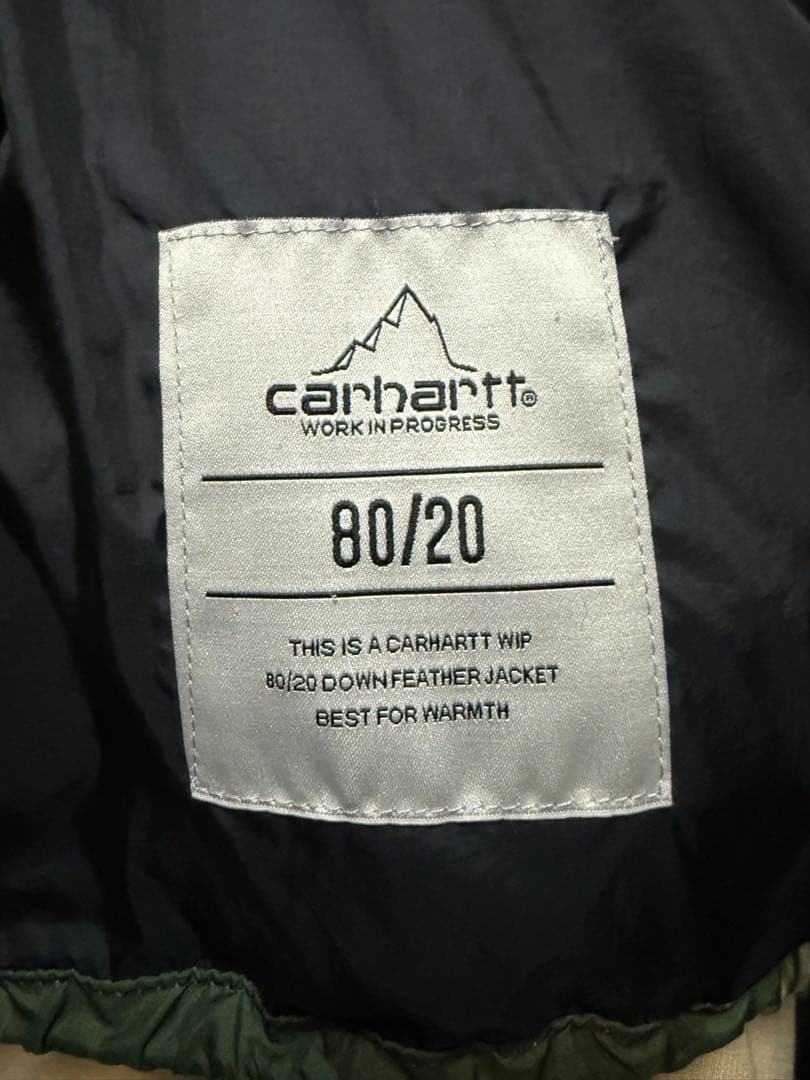 carhartt®
WORK IN PROGRESS
80/20
THIS IS A CARHARTT WIP
80/20 DOWN FEATHER JACKET
BEST FOR WARMTH